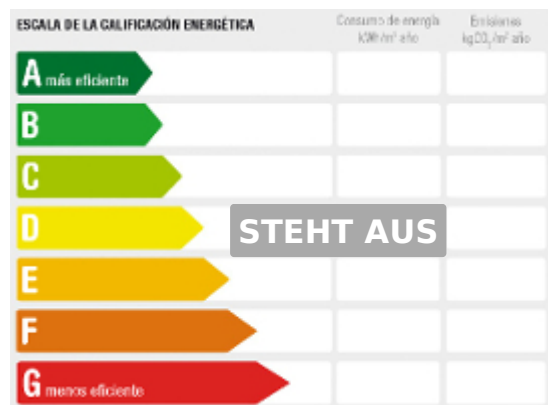 ESCALA DE LA CALIFICACIÓN ENERGÉTICA
Consumo de energía
kWh/m² año
Emisiones
kgCO₂/m² año
A más eficiente
B
C
D
STEHT AUS
E
F
G menos eficiente